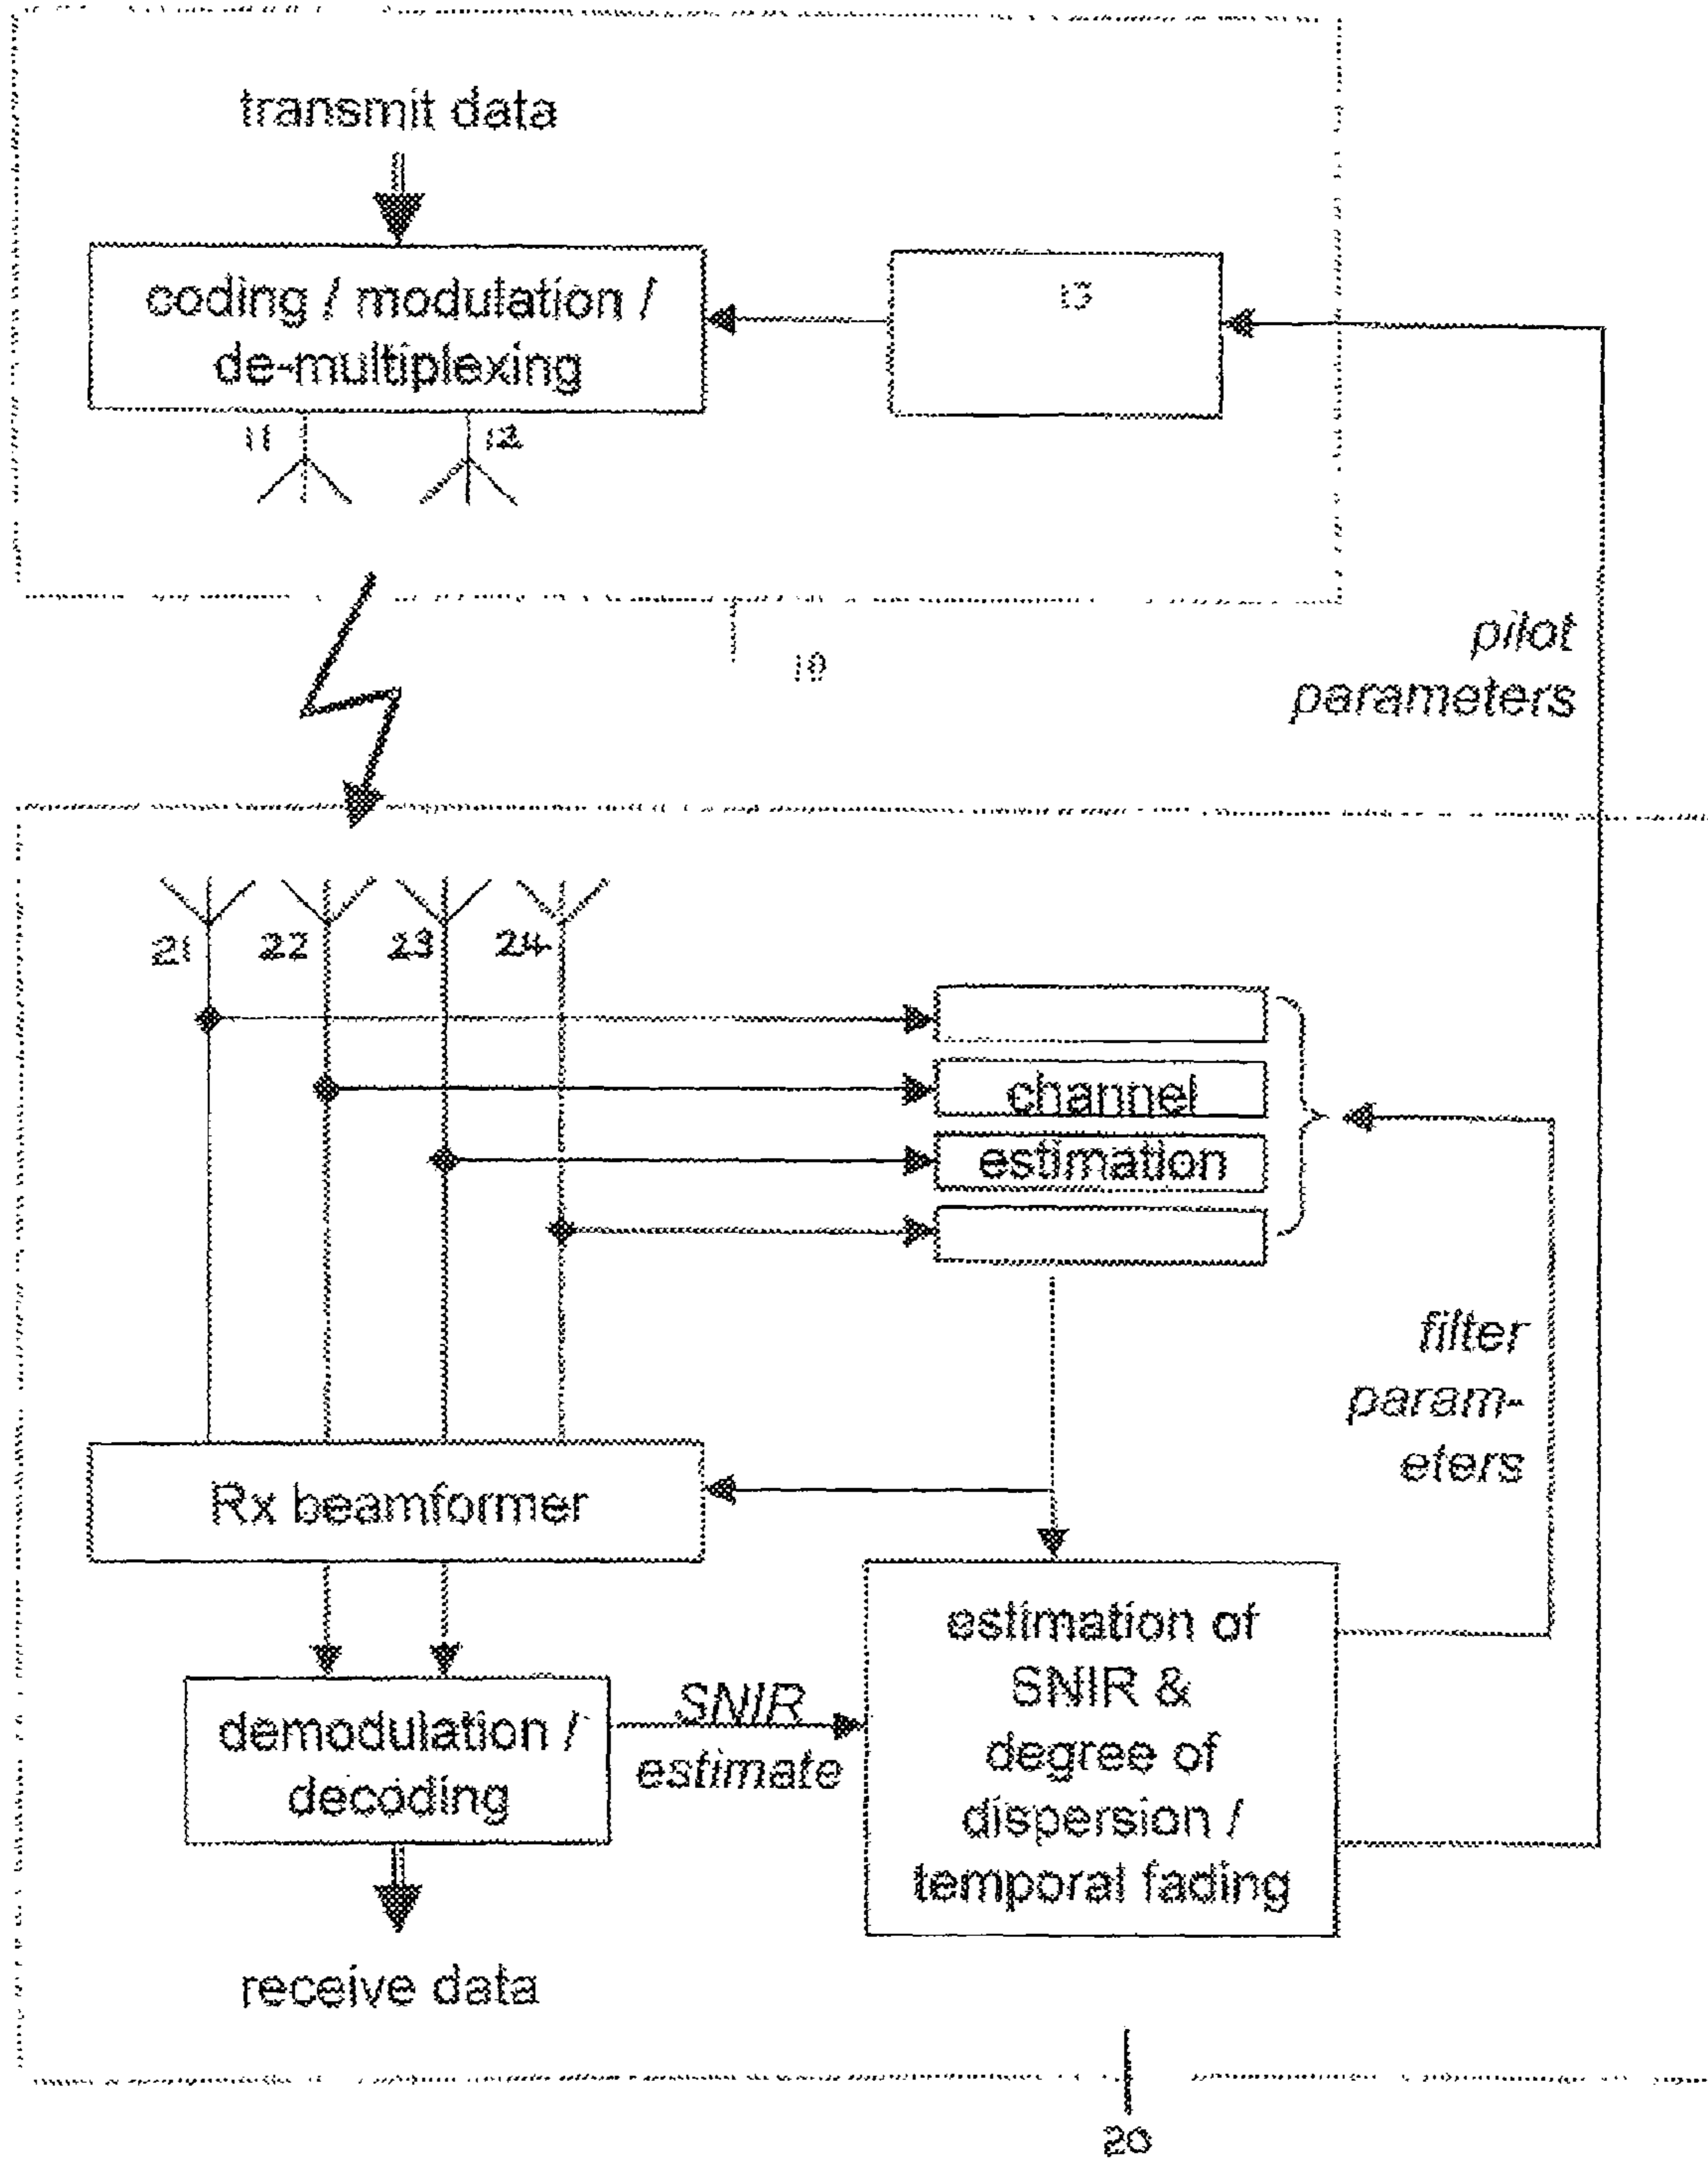 transmit data
coding / modulation /
de-multiplexing
13
11
12
10
pilot
parameters
21
22
23
24
channel
estimation
filter
param-
eters
Rx beamformer
estimation of
SNIR &
degree of
dispersion /
temporal fading
demodulation /
decoding
SNIR
estimate
receive data
20